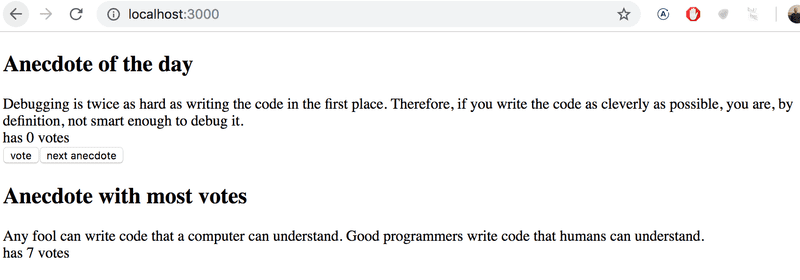 localhost:3000
Anecdote of the day
Debugging is twice as hard as writing the code in the first place. Therefore, if you write the code as cleverly as possible, you are, by
definition, not smart enough to debug it.
has 0 votes
vote next anecdote
Anecdote with most votes
Any fool can write code that a computer can understand. Good programmers write code that humans can understand.
has 7 votes